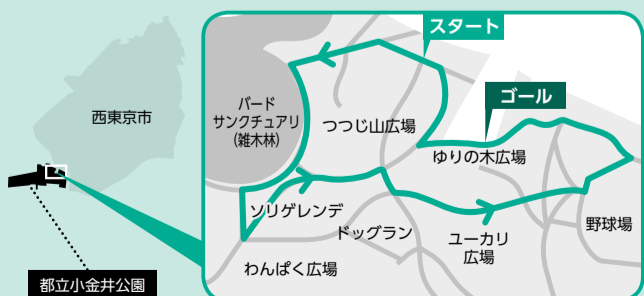 スタート
ゴール
西東京市
バード
サンクチュアリ
(雑木林)
つつじ山広場
ゆりの木広場
ソリゲレンデ
ドッグラン
ユーカリ
広場
野球場
わんぱく広場
都立小金井公園